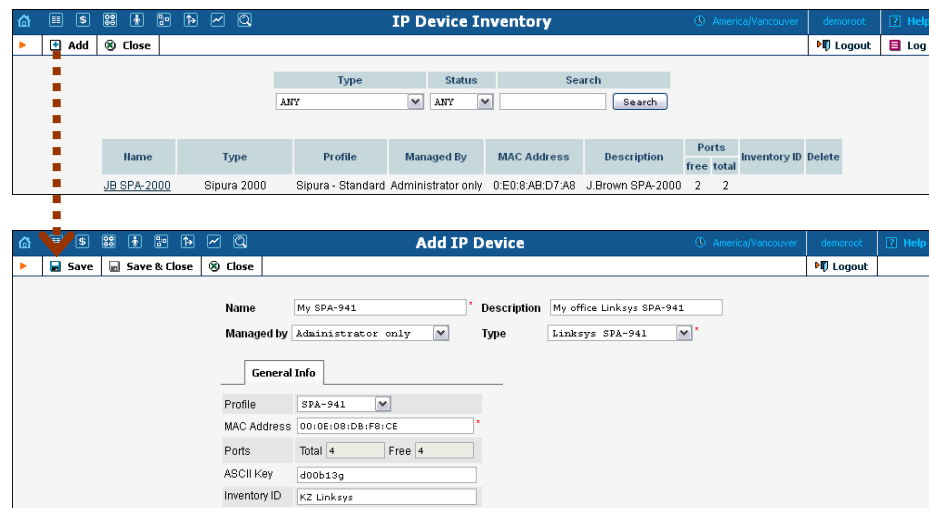 IP Device Inventory America/Vancouver demoroot ? Help
Add Close Logout Log
Type Status Search
ANY ANY Search
Name Type Profile Managed By MAC Address Description Ports free total Inventory ID Delete
JB SPA-2000 Sipura 2000 Sipura - Standard Administrator only 0:E0:8:AB:D7:A8 J.Brown SPA-2000 2 2
Add IP Device America/Vancouver demoroot ? Help
Save Save & Close Close Logout
Name My SPA-941 * Description My office Linksys SPA-941
Managed by Administrator only Type Linksys SPA-941 *
General Info
Profile SPA-941
MAC Address 00:0E:08:DB:F8:CE *
Ports Total 4 Free 4
ASCII Key d00b13g
Inventory ID KZ Linksys